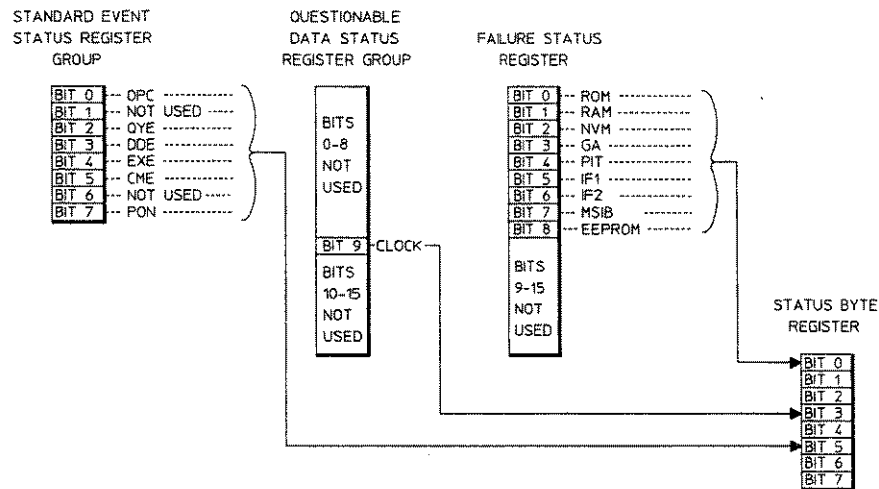 STANDARD EVENT
STATUS REGISTER
GROUP
BIT 0 OPC
BIT 1 NOT USED
BIT 2 QYE
BIT 3 DDE
BIT 4 EXE
BIT 5 CME
BIT 6 NOT USED
BIT 7 PON
QUESTIONABLE
DATA STATUS
REGISTER GROUP
BITS
0-8
NOT
USED
BIT 9 CLOCK
BITS
10-15
NOT
USED
FAILURE STATUS
REGISTER
BIT 0 ROM
BIT 1 RAM
BIT 2 NVM
BIT 3 GA
BIT 4 PIT
BIT 5 IF1
BIT 6 IF2
BIT 7 MSIB
BIT 8 EEPROM
BITS
9-15
NOT
USED
STATUS BYTE
REGISTER
BIT 0
BIT 1
BIT 2
BIT 3
BIT 4
BIT 5
BIT 6
BIT 7